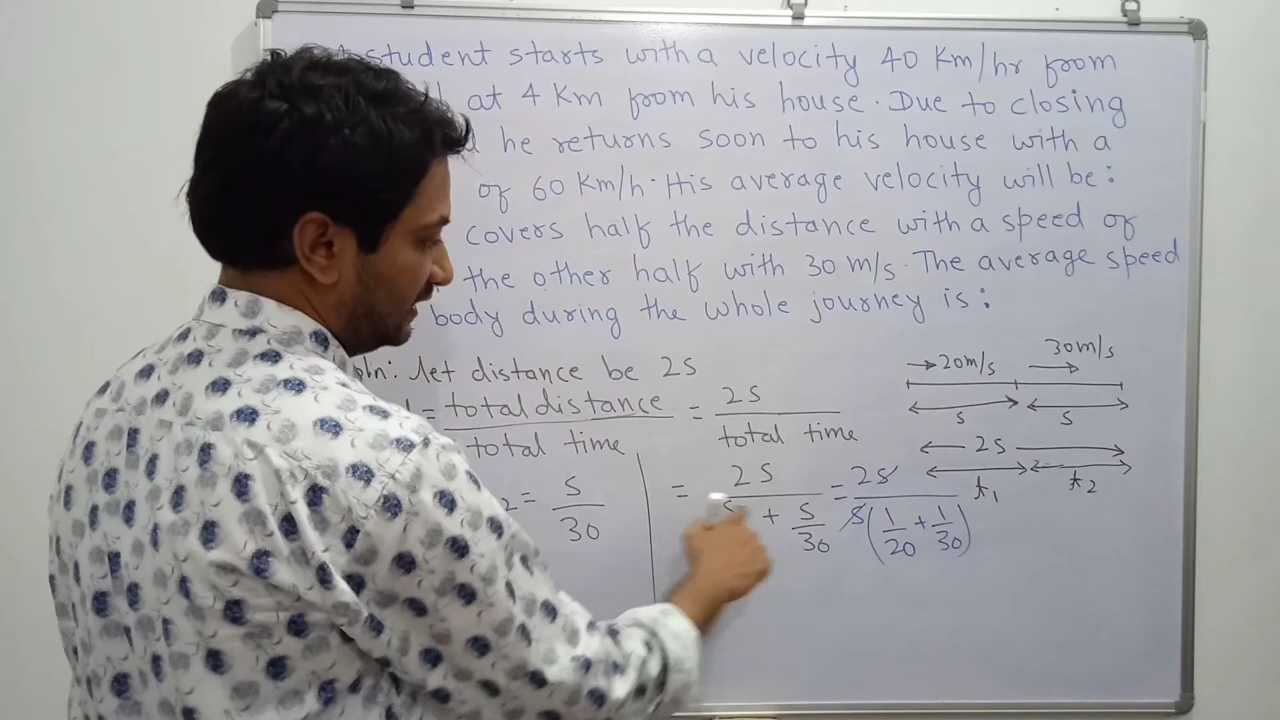 student starts with a velocity 40 Km/hr from
at 4 Km from his house. Due to closing
he returns soon to his house with a
of 60 Km/h. His average velocity will be:
covers half the distance with a speed of
the other half with 30 m/s. The average speed
body during the whole journey is:
let distance be 2s
= total distance / total time = 2s / total time
2 = s/30
= 2s / (s + s/30) = 2s / s(1/20 + 1/30)
→ 20m/s 30m/s →
s s
2s
t1 t2